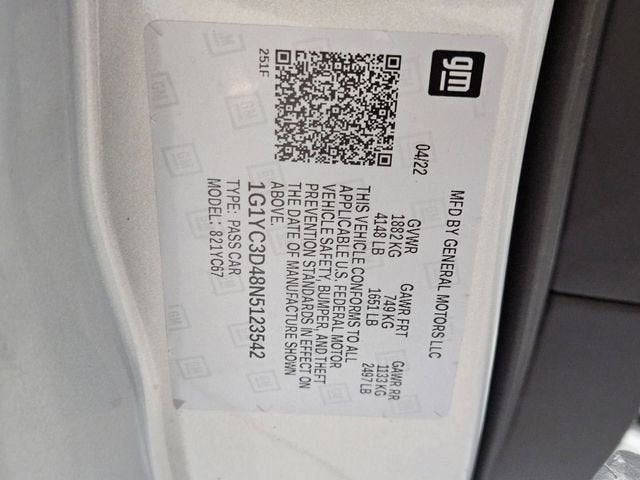 gm
MFD BY GENERAL MOTORS LLC
04/22
GVWR GAWR FRT GAWR RR
1882 KG 749 KG 1133 KG
4148 LB 1651 LB 2497 LB
THIS VEHICLE CONFORMS TO ALL
APPLICABLE U.S. FEDERAL MOTOR
VEHICLE SAFETY, BUMPER, AND THEFT
PREVENTION STANDARDS IN EFFECT ON
THE DATE OF MANUFACTURE SHOWN
ABOVE.
1G1YC3D48N5123542
TYPE: PASS CAR
MODEL: 821YC67
251F